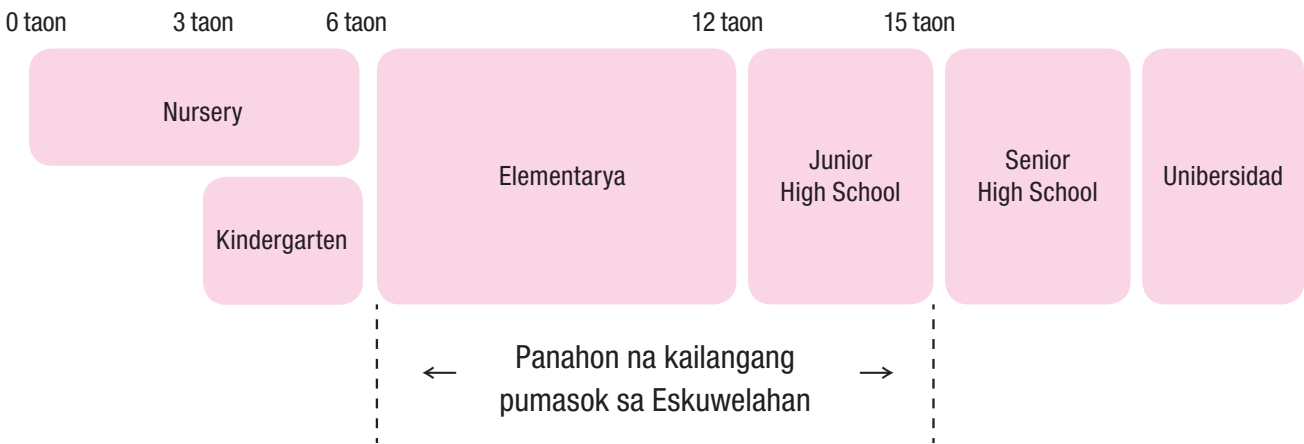 0 taon
3 taon
6 taon
12 taon
15 taon
Nursery
Kindergarten
Elementarya
Junior
High School
Senior
High School
Unibersidad
← Panahon na kailangang →
pumasok sa Eskuwelahan